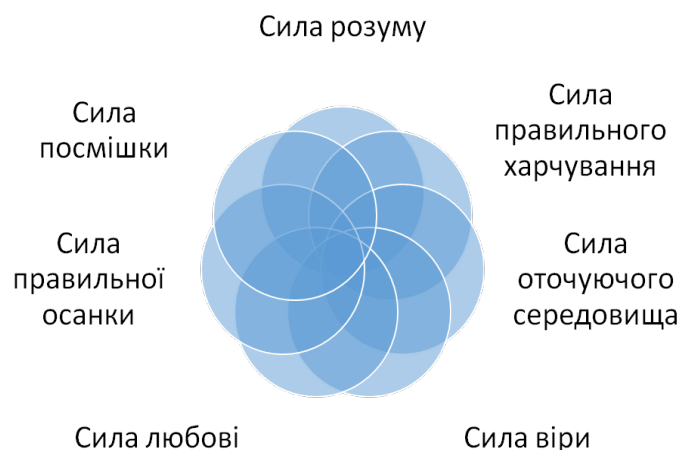 Сила розуму
Сила
правильного
харчування
Сила
оточуючого
середовища
Сила віри
Сила любові
Сила
правильної
осанки
Сила
посмішки